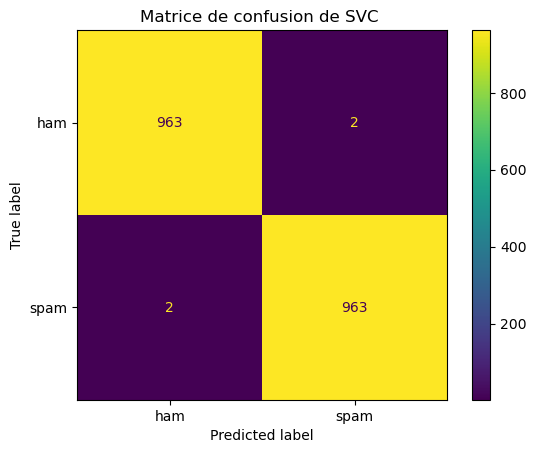 Matrice de confusion de SVC
True label
ham
963
2
spam
2
963
ham
spam
Predicted label
800
600
400
200